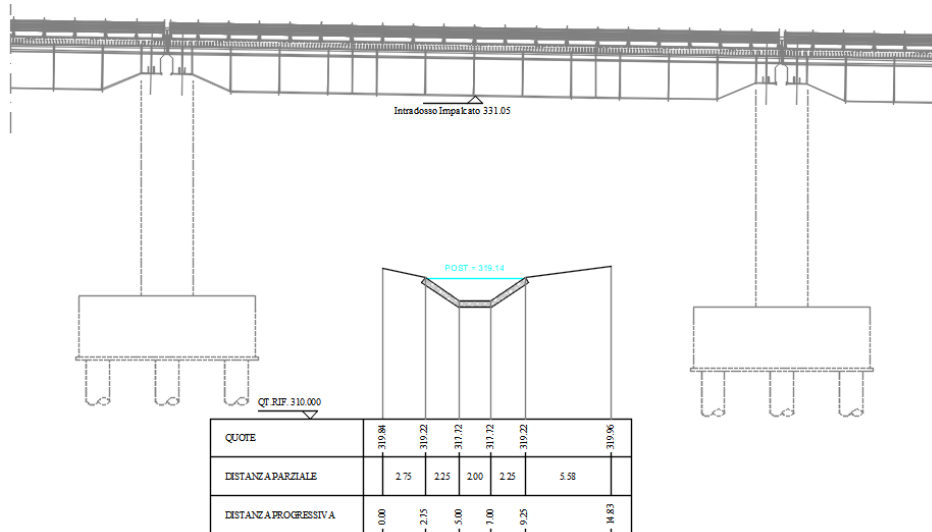 Intradosso Impalcato 331.05
POST = 319.14
QT.RIF. 310.000
QUOTE 319.84 319.22 317.72 317.72 319.22 319.96
DISTANZA PARZIALE 2.75 2.25 2.00 2.25 5.58
DISTANZA PROGRESSIVA 0.00 2.75 5.00 7.00 9.25 14.83